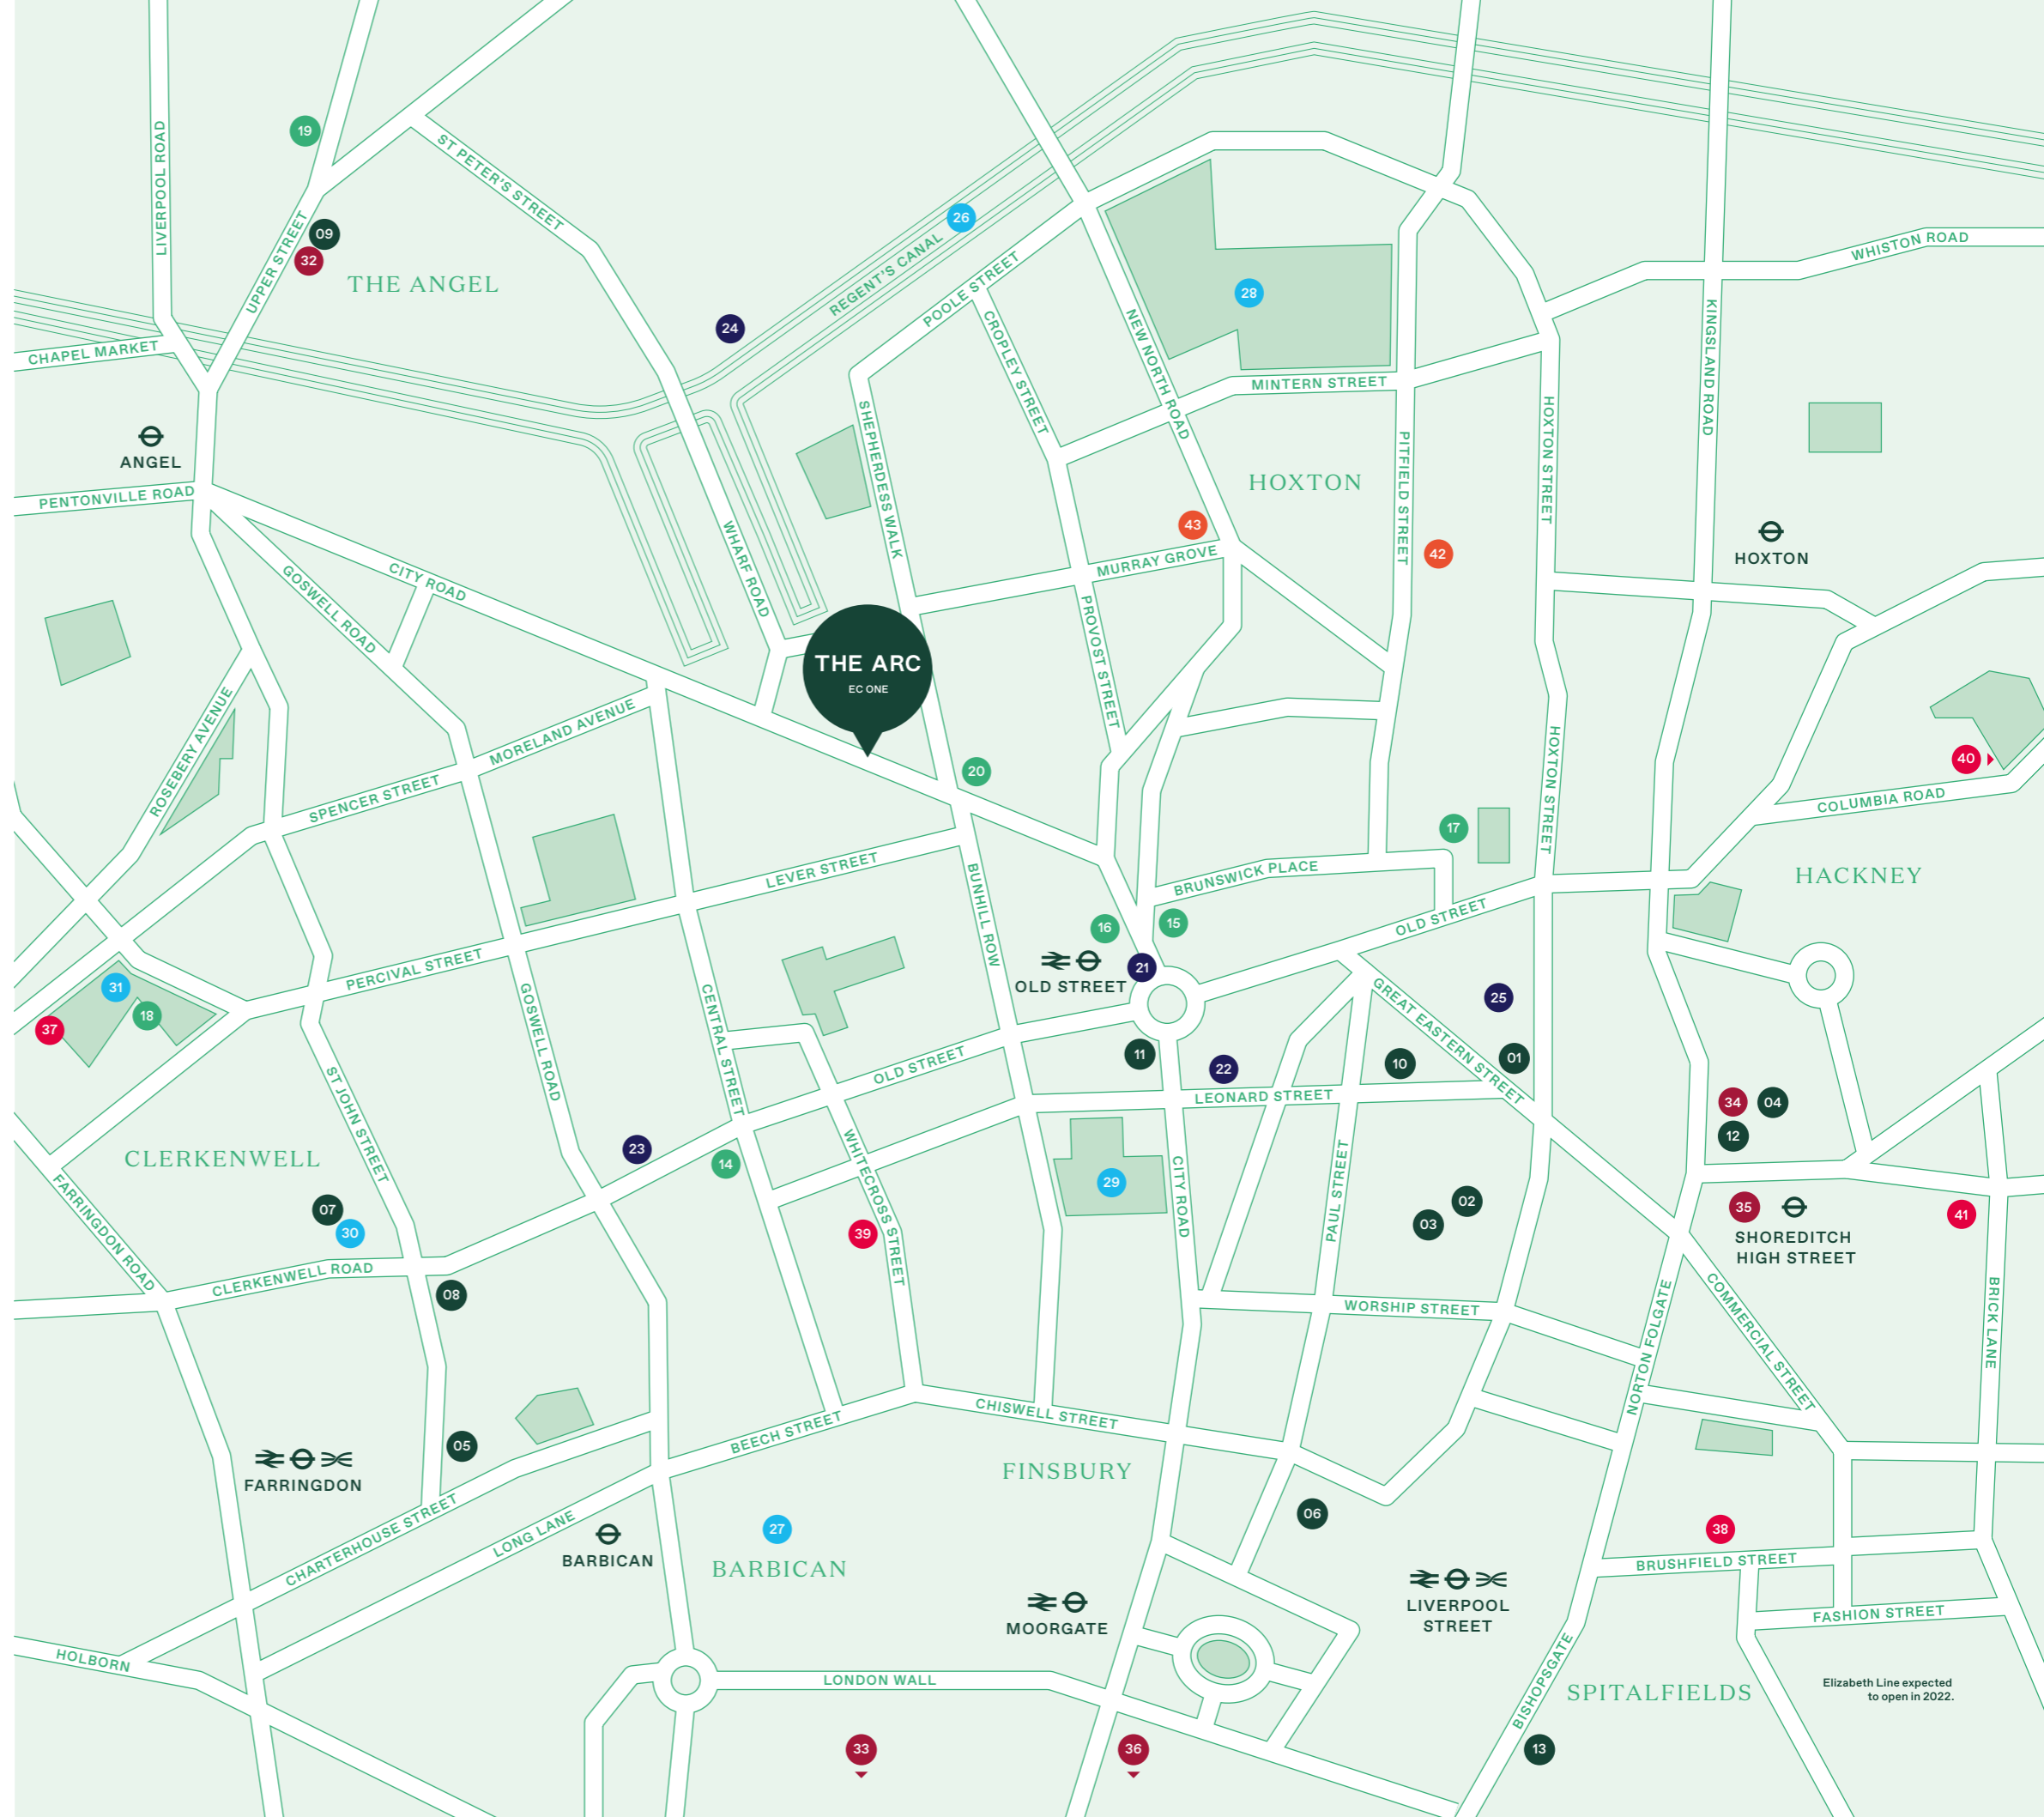 19
LIVERPOOL ROAD
ST PETER'S STREET
UPPER STREET
09
32
THE ANGEL
26
REGENT'S CANAL
POOLE STREET
28
WHISTON ROAD
24
CHAPEL MARKET
CROPLEY STREET
NEW NORTH ROAD
MINTERN STREET
KINGSLAND ROAD
SHEPHERDESS WALK
PITFIELD STREET
HOXTON STREET
ANGEL
HOXTON
PENTONVILLE ROAD
43
42
HOXTON
WHARF ROAD
MURRAY GROVE
CITY ROAD
GOSWELL ROAD
PROVOST STREET
THE ARC
EC ONE
ROSEBERY AVENUE
MORELAND AVENUE
20
40
HOXTON STREET
COLUMBIA ROAD
SPENCER STREET
17
LEVER STREET
BRUNSWICK PLACE
HACKNEY
BUNHILL ROW
16
15
OLD STREET
PERCIVAL STREET
21
OLD STREET
31
18
37
GOSWELL ROAD
CENTRAL STREET
GREAT EASTERN STREET
25
OLD STREET
11
22
10
01
ST JOHN STREET
LEONARD STREET
34
04
12
CLERKENWELL
23
14
WHITECROSS STREET
29
CITY ROAD
PAUL STREET
FARRINGDON ROAD
07
30
39
02
03
35
SHOREDITCH
HIGH STREET
41
CLERKENWELL ROAD
08
WORSHIP STREET
NORTON FOLGATE
COMMERCIAL STREET
BRICK LANE
BEECH STREET
CHISWELL STREET
05
FARRINGDON
FINSBURY
CHARTERHOUSE STREET
LONG LANE
BARBICAN
27
BARBICAN
06
38
BRUSHFIELD STREET
MOORGATE
LIVERPOOL
STREET
FASHION STREET
HOLBORN
LONDON WALL
BISHOPSGATE
SPITALFIELDS
Elizabeth Line expected
to open in 2022.
33
36
13